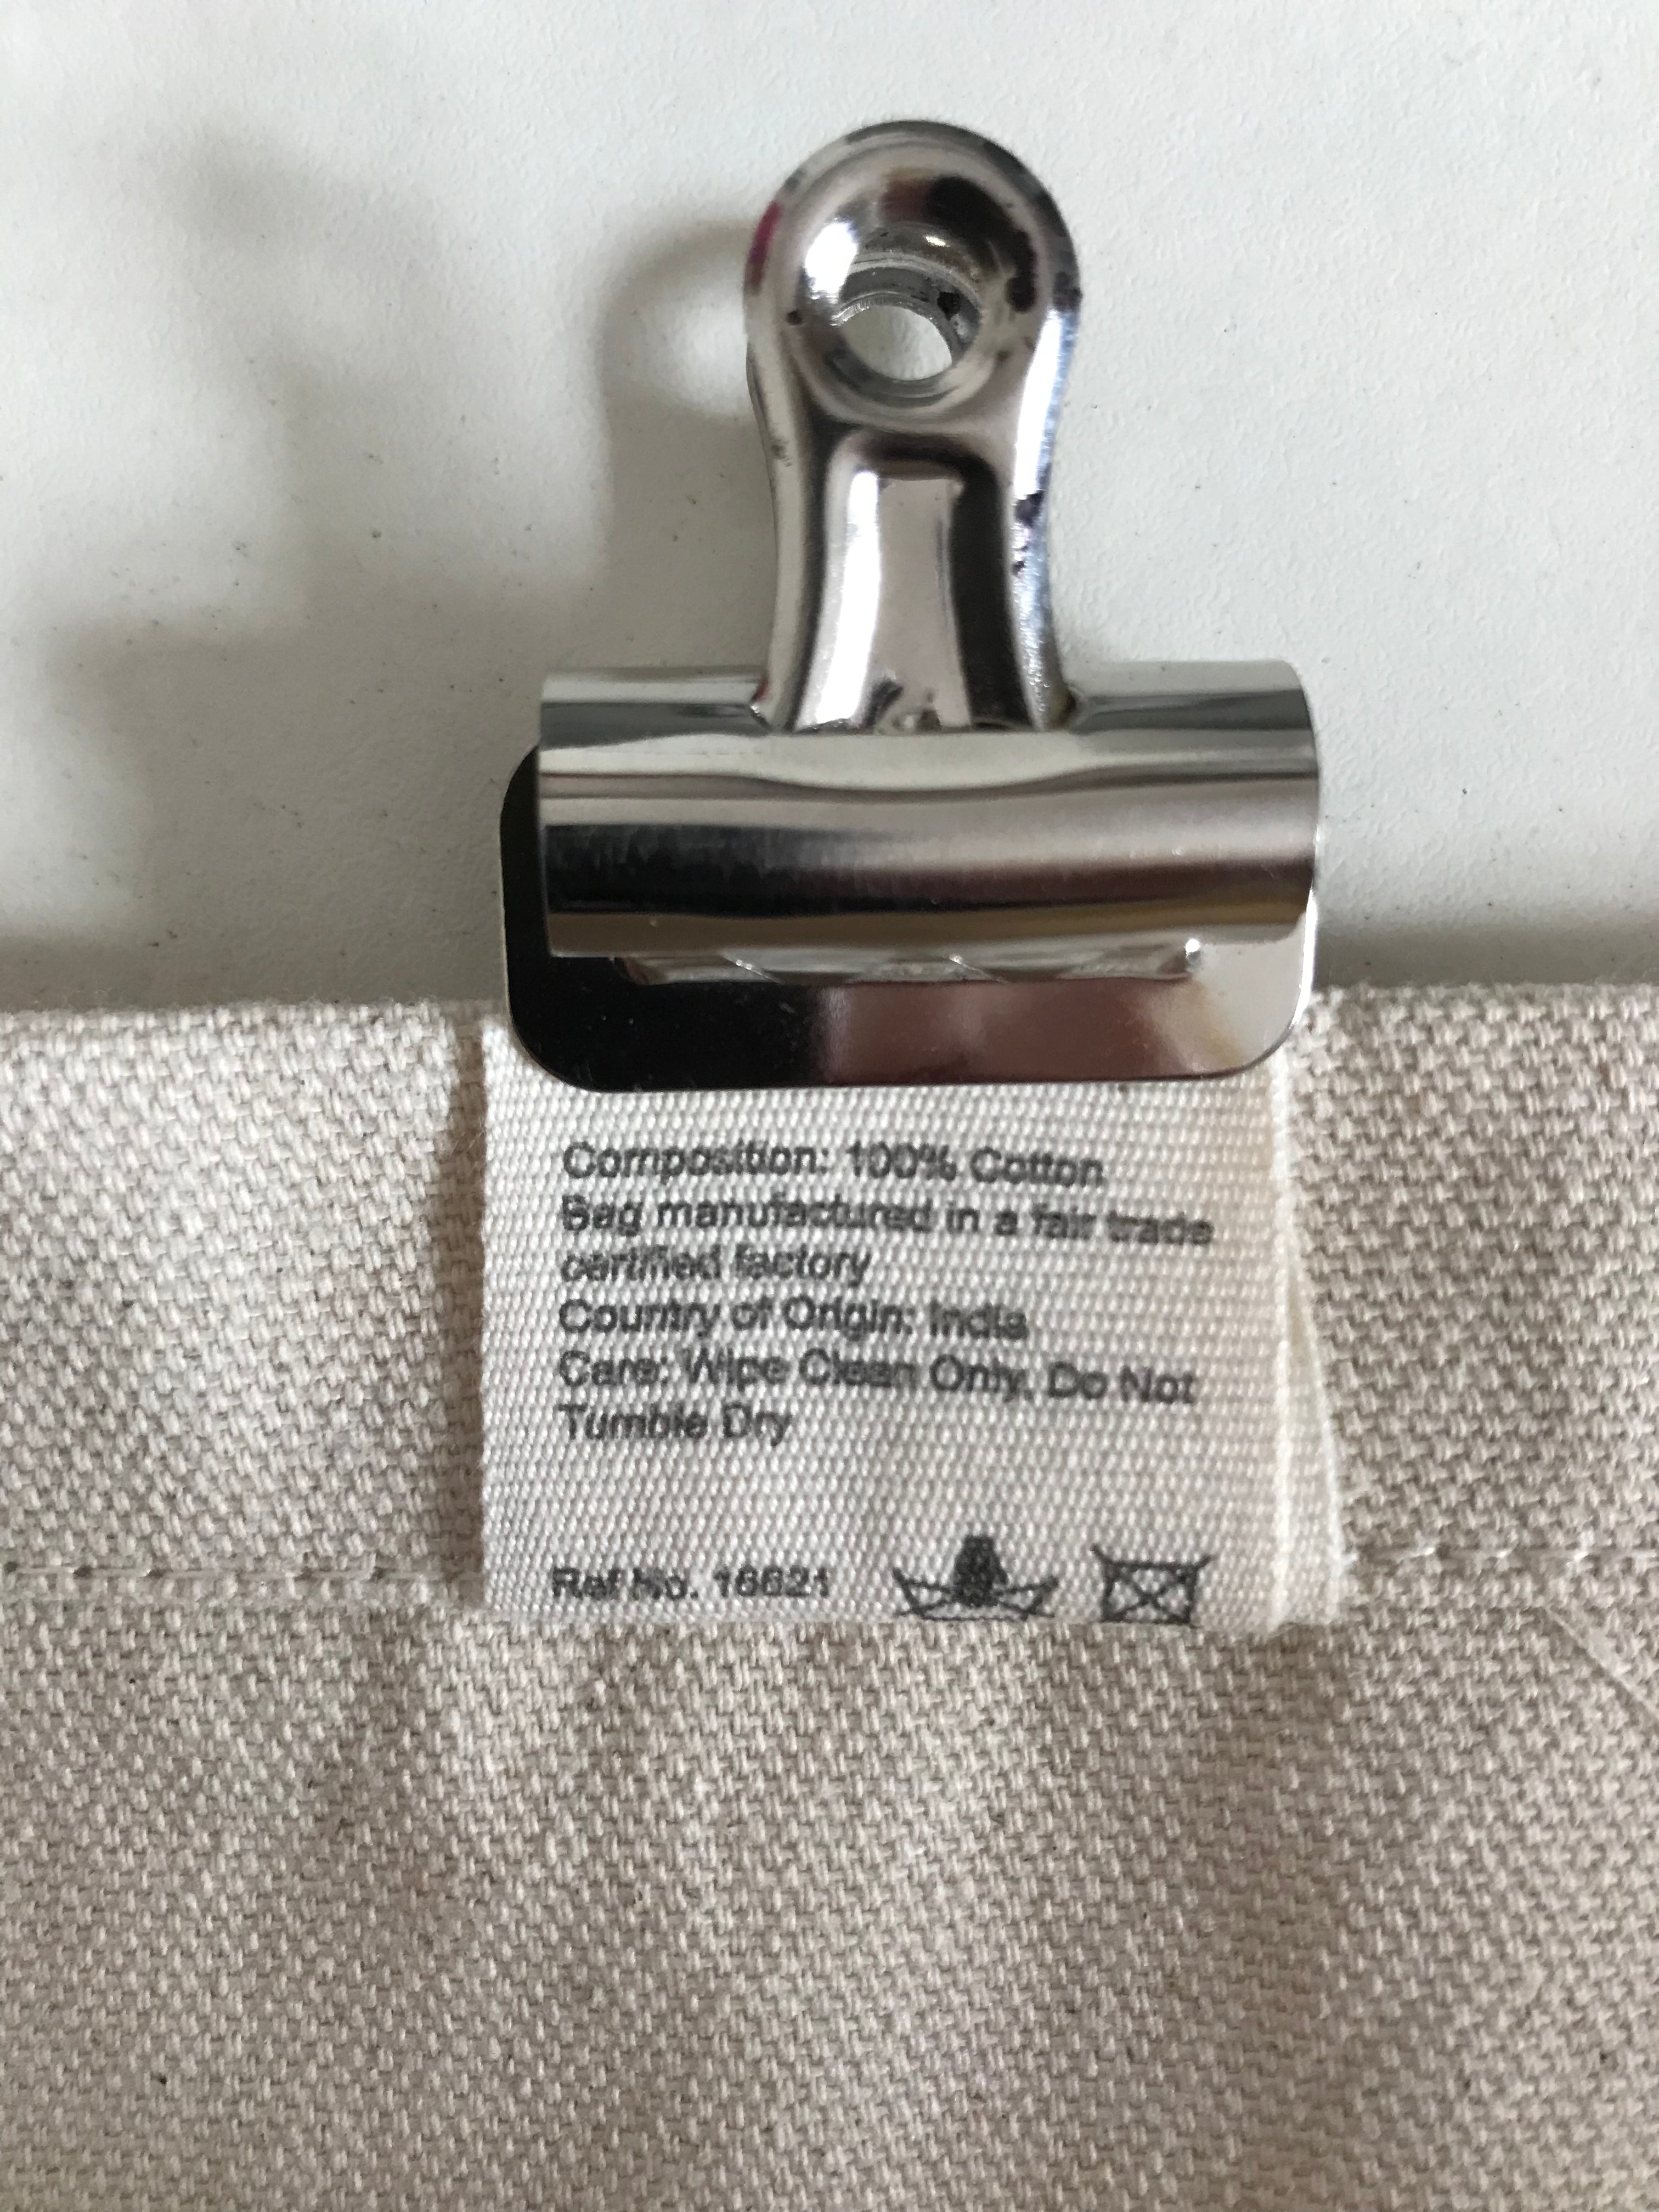 Composition: 100% Cotton
Bag manufactured in a fair trade
certified factory
Country of Origin: India
Care: Wipe Clean Only, Do Not
Tumble Dry
Ref No. 16621